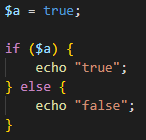 $a = true;
if ($a) {
    echo "true";
} else {
    echo "false";
}